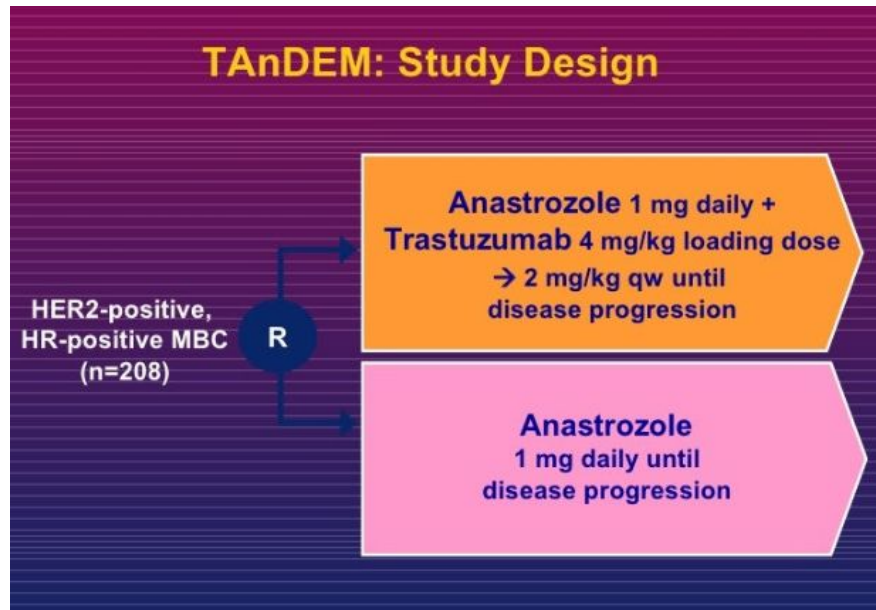 TAnDEM: Study Design
Anastrozole 1 mg daily +
Trastuzumab 4 mg/kg loading dose
→ 2 mg/kg qw until
disease progression
HER2-positive,
HR-positive MBC
(n=208)
R
Anastrozole
1 mg daily until
disease progression